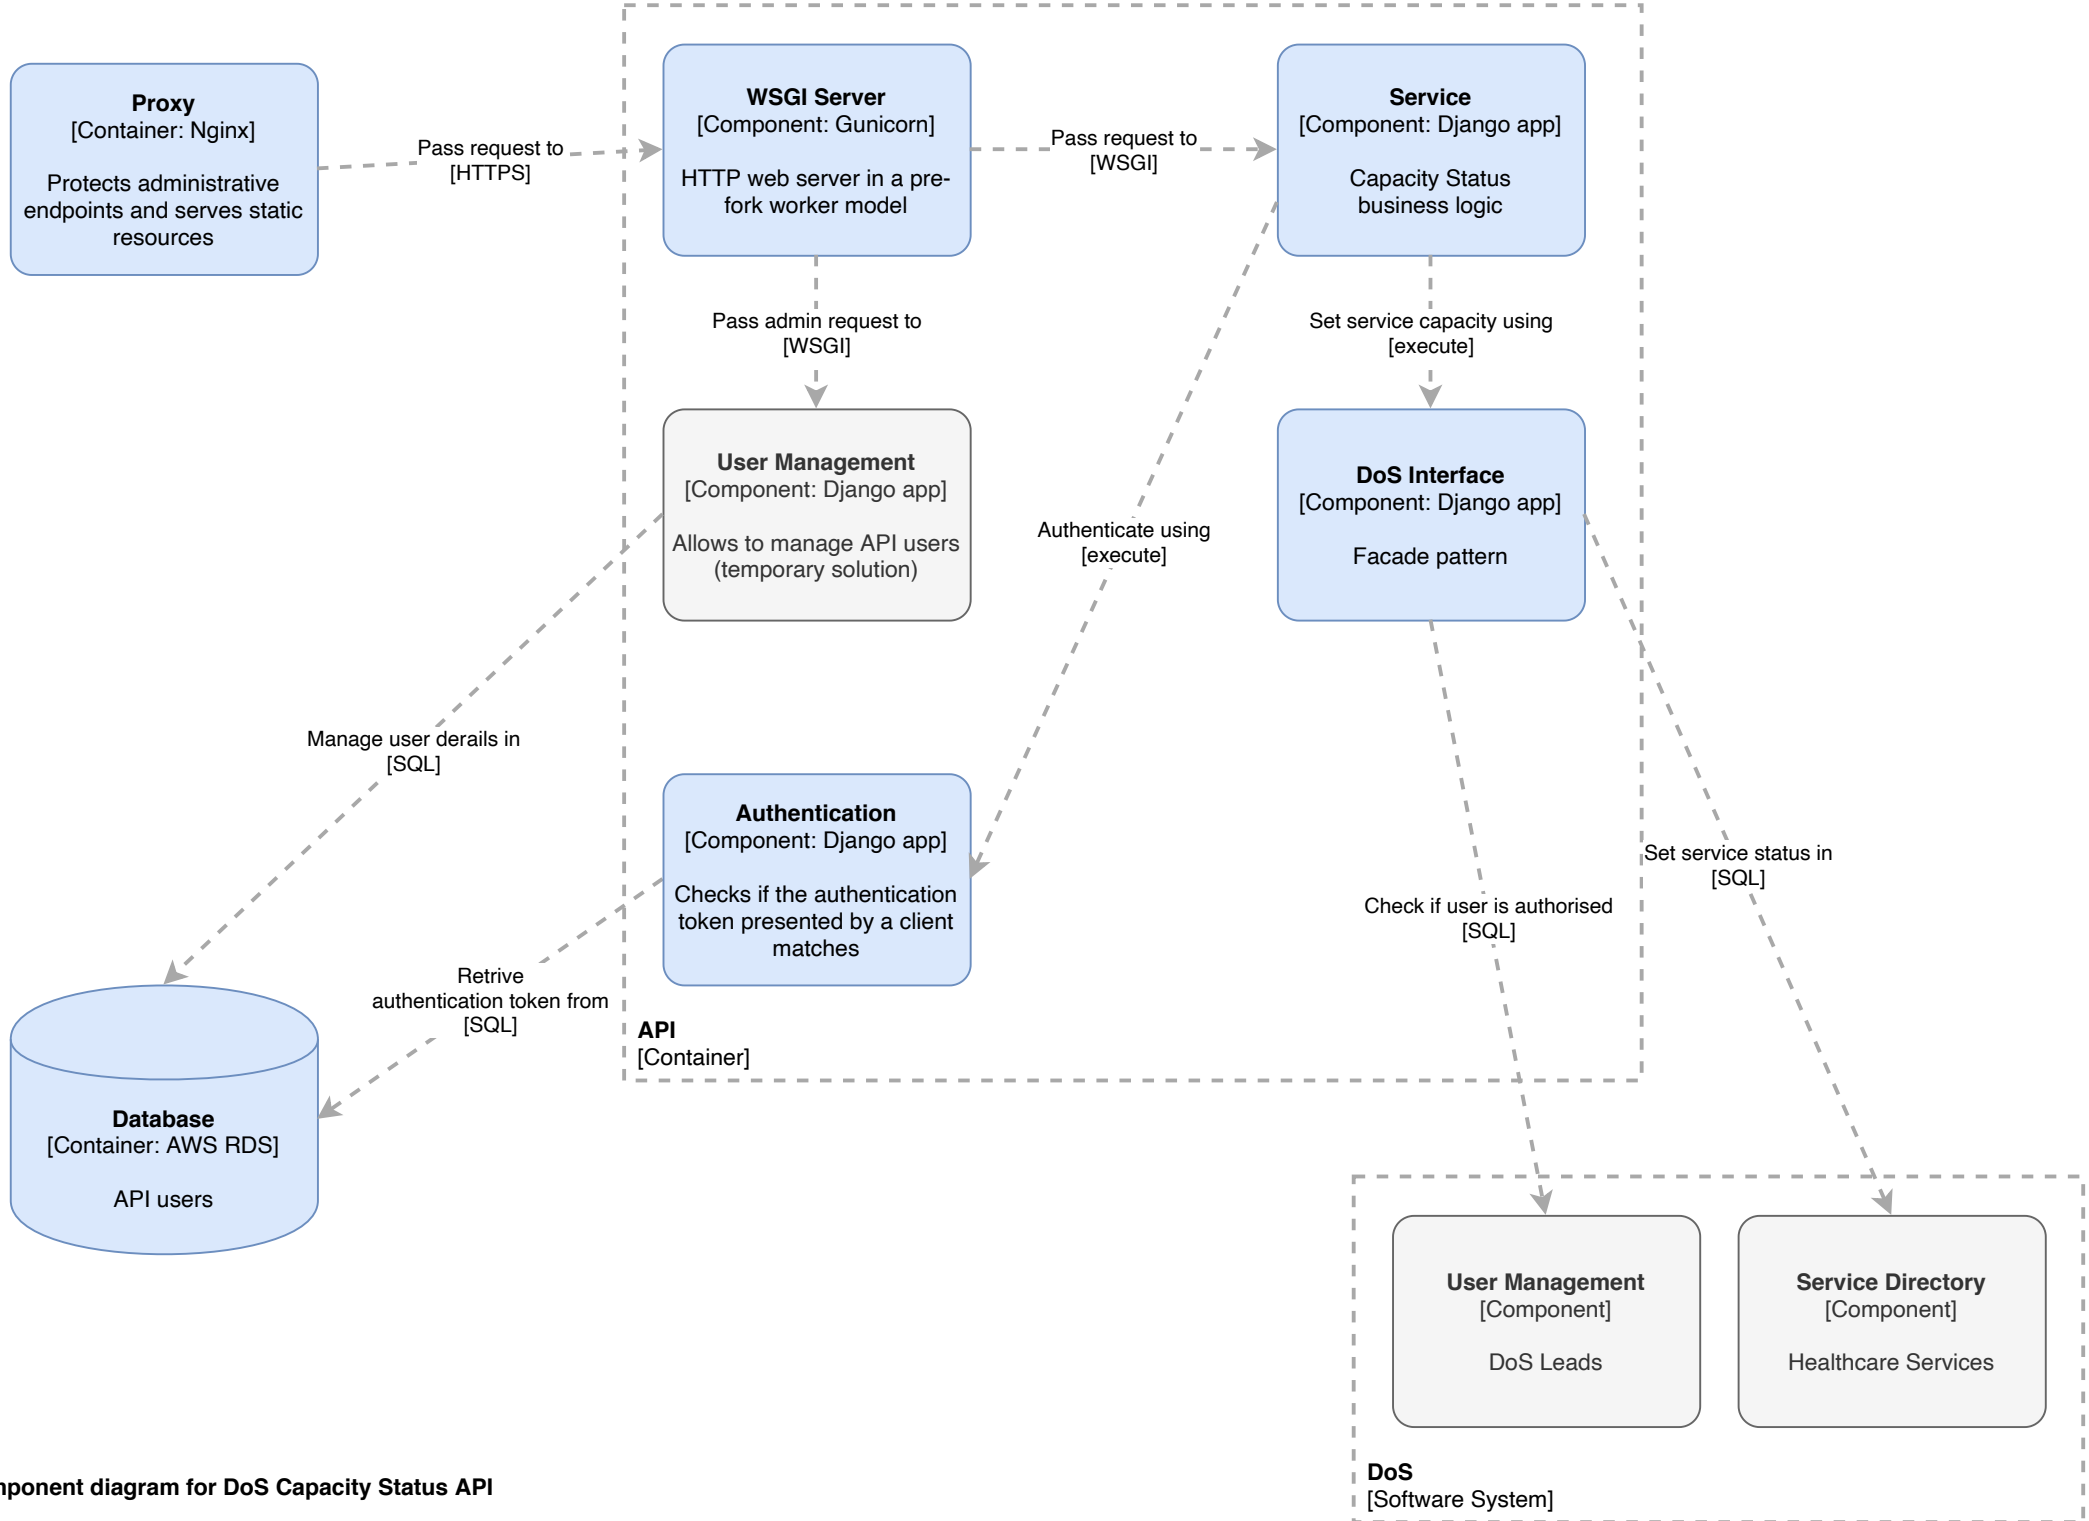 Proxy
[Container: Nginx]
Protects administrative
endpoints and serves static
resources
Pass request to
[HTTPS]
WSGI Server
[Component: Gunicorn]
HTTP web server in a pre-
fork worker model
Pass request to
[WSGI]
Service
[Component: Django app]
Capacity Status
business logic
Pass admin request to
[WSGI]
Set service capacity using
[execute]
User Management
[Component: Django app]
Allows to manage API users
(temporary solution)
Authenticate using
[execute]
DoS Interface
[Component: Django app]
Facade pattern
Manage user derails in
[SQL]
Authentication
[Component: Django app]
Checks if the authentication
token presented by a client
matches
Set service status in
[SQL]
Check if user is authorised
[SQL]
Retrive
authentication token from
[SQL]
API
[Container]
Database
[Container: AWS RDS]
API users
User Management
[Component]
DoS Leads
Service Directory
[Component]
Healthcare Services
DoS
[Software System]
nponent diagram for DoS Capacity Status API